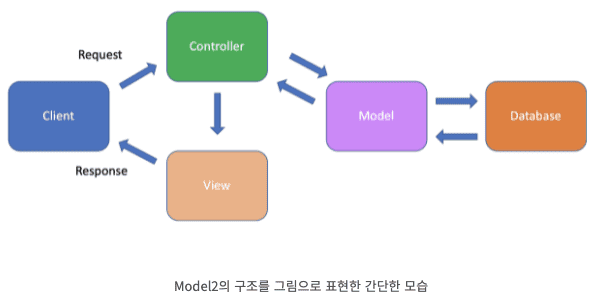 Controller
Request
Client
Model
Database
Response
View
Model2의 구조를 그림으로 표현한 간단한 모습